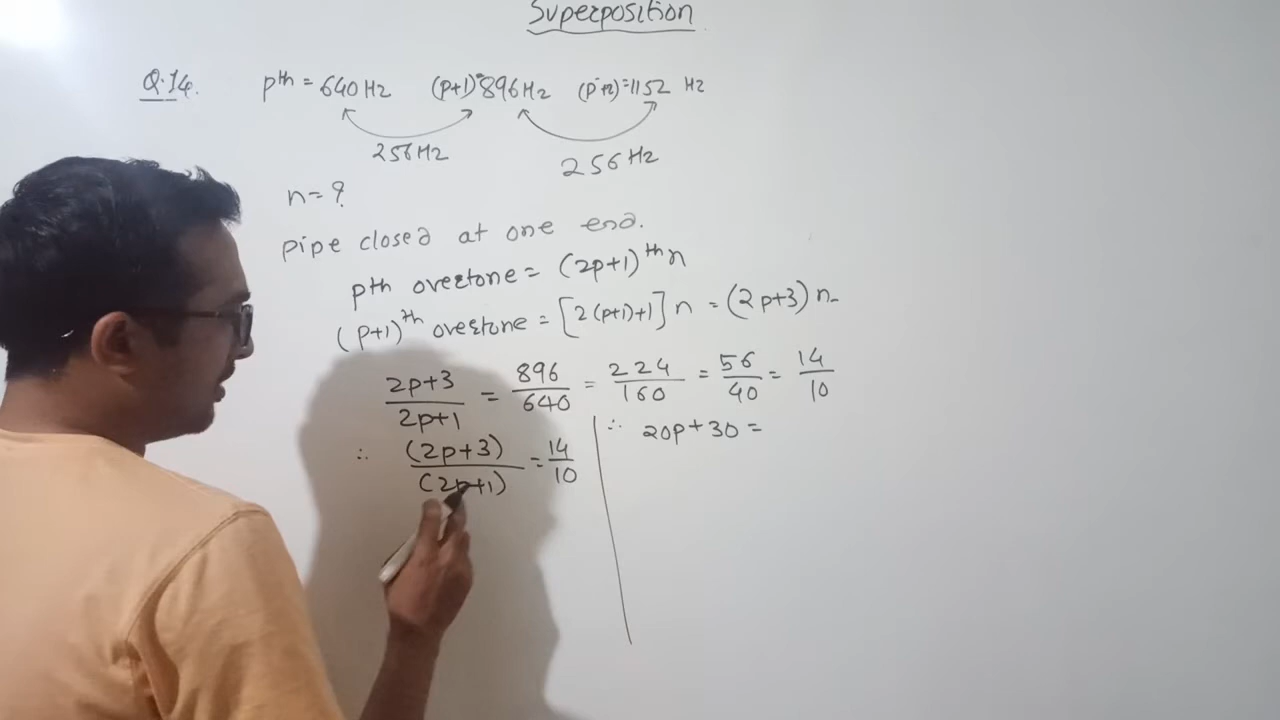 Superposition
Q.14. pth = 640 Hz (p+1) = 896 Hz (p+2) = 1152 Hz
256 Hz 256 Hz
n = ?
pipe closed at one end.
pth overtone = (2p+1)th n
(p+1)th overtone = [2(p+1)+1] n = (2p+3) n
2p+3/2p+1 = 896/640 = 224/160 = 56/40 = 14/10
∴ (2p+3)/(2p+1) = 14/10
∴ 20p + 30 =